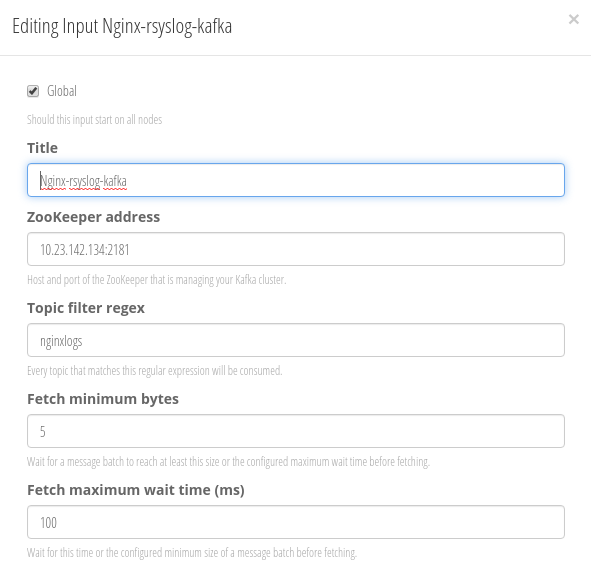 Editing Input Nginx-rsyslog-kafka
×
Global
Should this input start on all nodes
Title
Nginx-rsyslog-kafka
ZooKeeper address
10.23.142.134:2181
Host and port of the ZooKeeper that is managing your Kafka cluster.
Topic filter regex
nginxlogs
Every topic that matches this regular expression will be consumed.
Fetch minimum bytes
5
Wait for a message batch to reach at least this size or the configured maximum wait time before fetching.
Fetch maximum wait time (ms)
100
Wait for this time or the configured minimum size of a message batch before fetching.